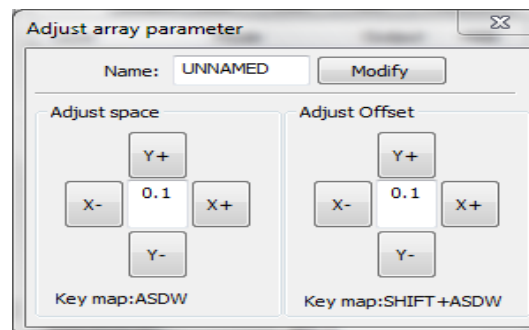 Adjust array parameter
Name: UNNAMED Modify
Adjust space Adjust Offset
Y+ Y+
X- 0.1 X+ X- 0.1 X+
Y- Y-
Key map:ASDW Key map:SHIFT+ASDW